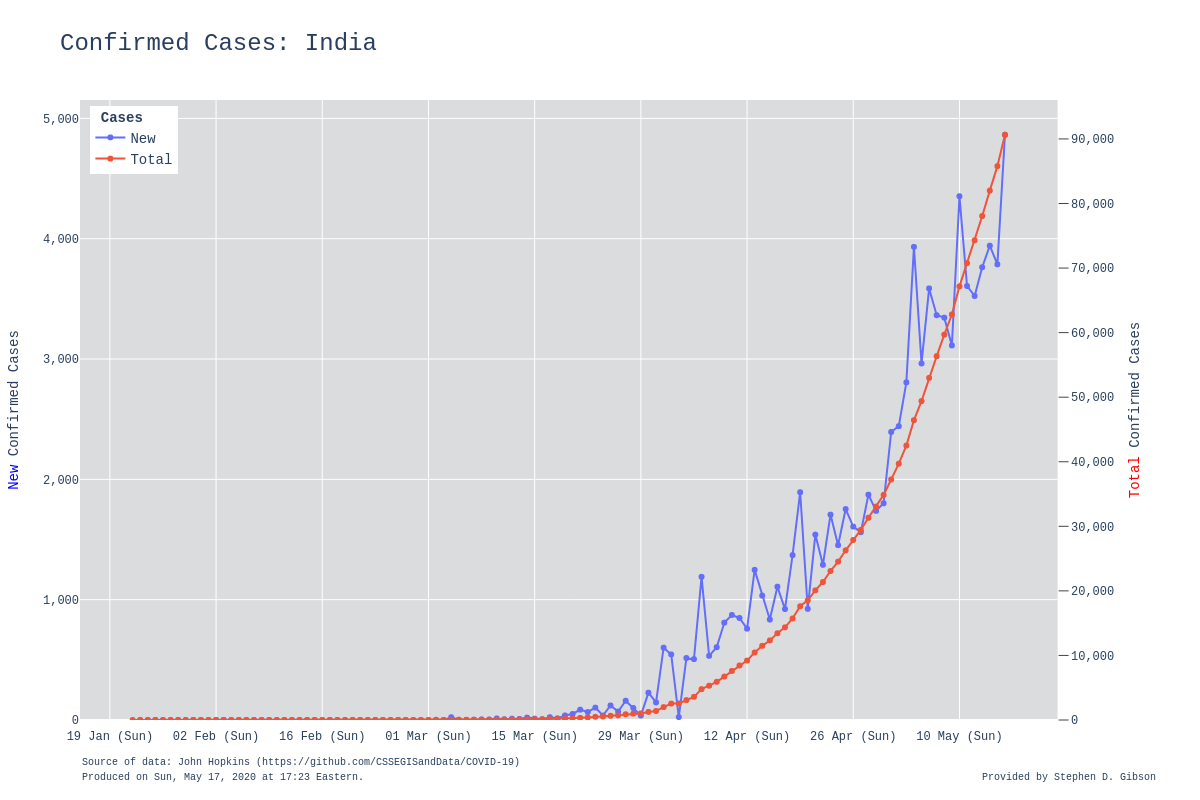 Confirmed Cases: India
Cases
New
Total
5,000
4,000
3,000
2,000
1,000
0
New Confirmed Cases
90,000
80,000
70,000
60,000
50,000
40,000
30,000
20,000
10,000
0
Total Confirmed Cases
19 Jan (Sun) 02 Feb (Sun) 16 Feb (Sun) 01 Mar (Sun) 15 Mar (Sun) 29 Mar (Sun) 12 Apr (Sun) 26 Apr (Sun) 10 May (Sun)
Source of data: John Hopkins (https://github.com/CSSEGISandData/COVID-19)
Produced on Sun, May 17, 2020 at 17:23 Eastern.
Provided by Stephen D. Gibson